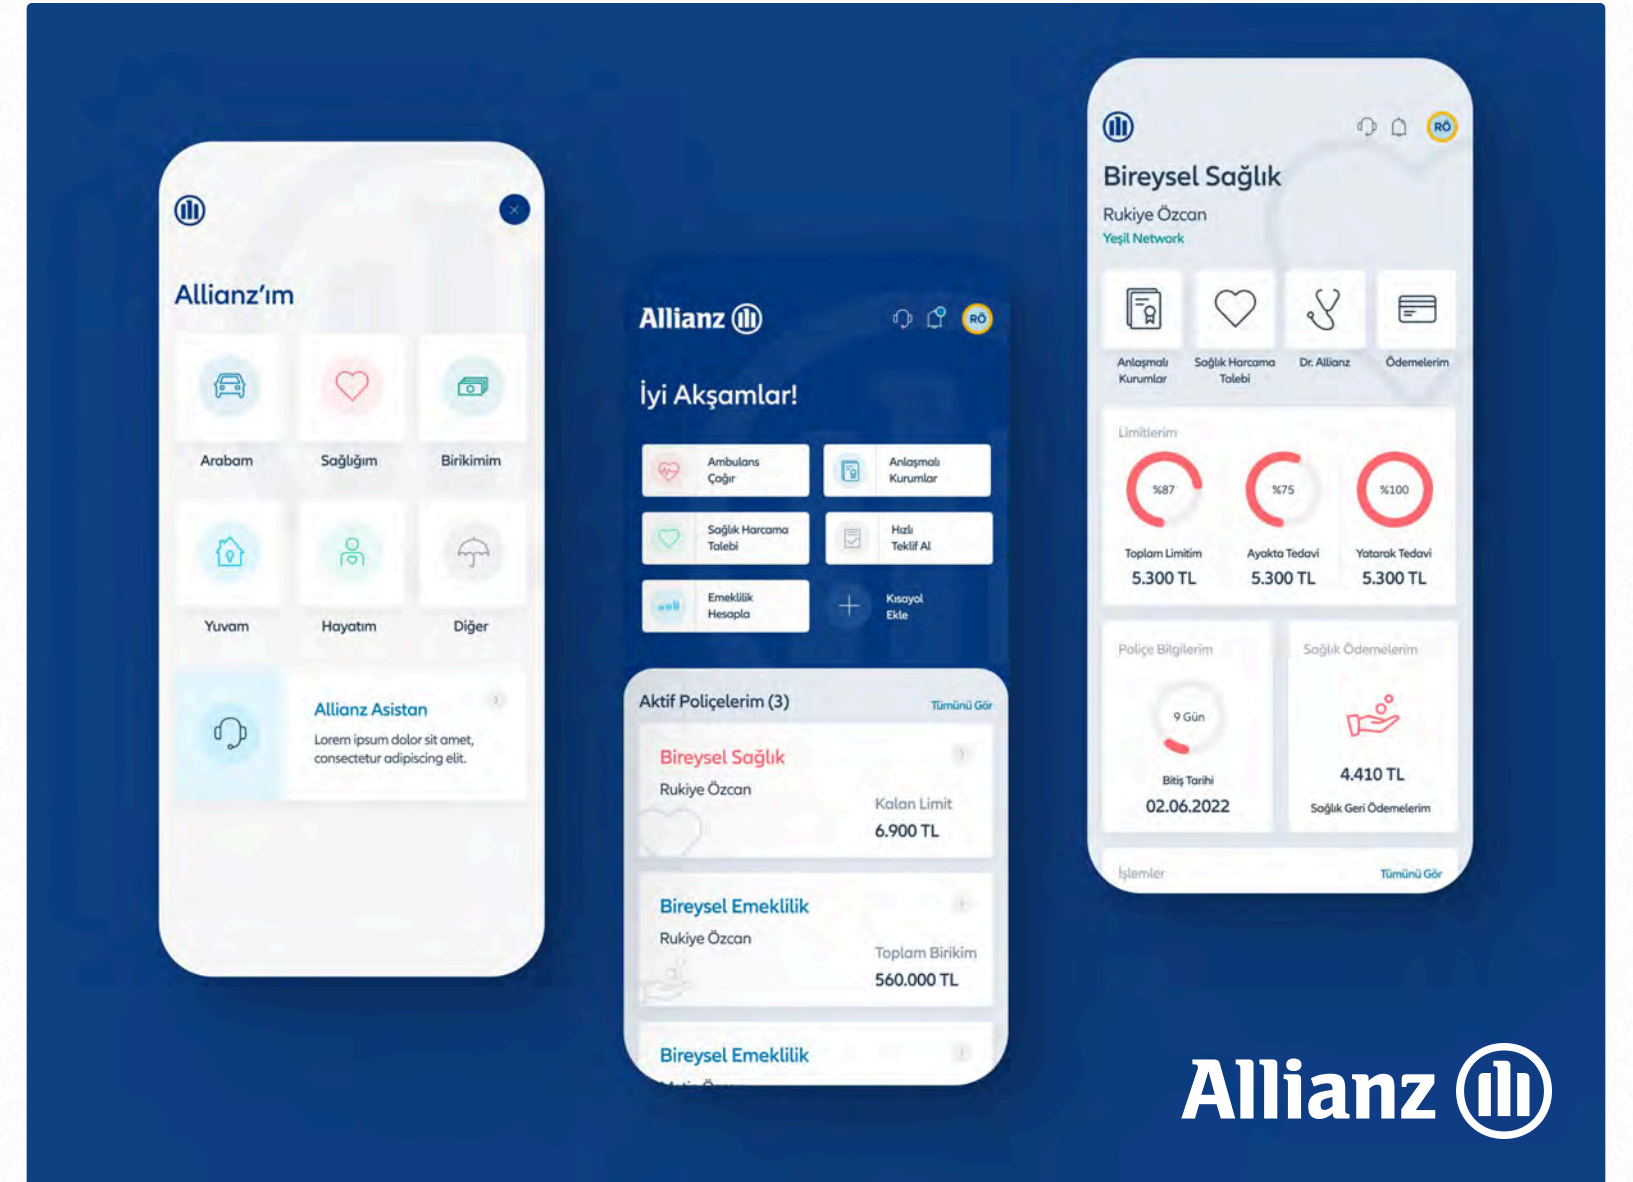 Allianz'ım
Arabam
Sağlığım
Birikimim
Yuvam
Hayatım
Diğer
Allianz Asistan
Lorem ipsum dolor sit amet,
consectetur adipiscing elit.
Allianz
RÖ
İyi Akşamlar!
Ambulans
Çağır
Anlaşmalı
Kurumlar
Sağlık Harcama
Talebi
Hızlı
Teklif Al
Emeklilik
Hesapla
Kısayol
Ekle
Aktif Poliçelerim (3)
Tümünü Gör
Bireysel Sağlık
Rukiye Özcan
Kalan Limit
6.900 TL
Bireysel Emeklilik
Rukiye Özcan
Toplam Birikim
560.000 TL
Bireysel Emeklilik
RÖ
Bireysel Sağlık
Rukiye Özcan
Yeşil Network
Anlaşmalı
Kurumlar
Sağlık Harcama
Talebi
Dr. Allianz
Ödemelerim
Limitlerim
%87
%75
%100
Toplam Limitim
Ayakta Tedavi
Yatarak Tedavi
5.300 TL
5.300 TL
5.300 TL
Poliçe Bilgilerim
9 Gün
Bitiş Tarihi
02.06.2022
Sağlık Ödemelerim
4.410 TL
Sağlık Geri Ödemelerim
İşlemler
Tümünü Gör
Allianz